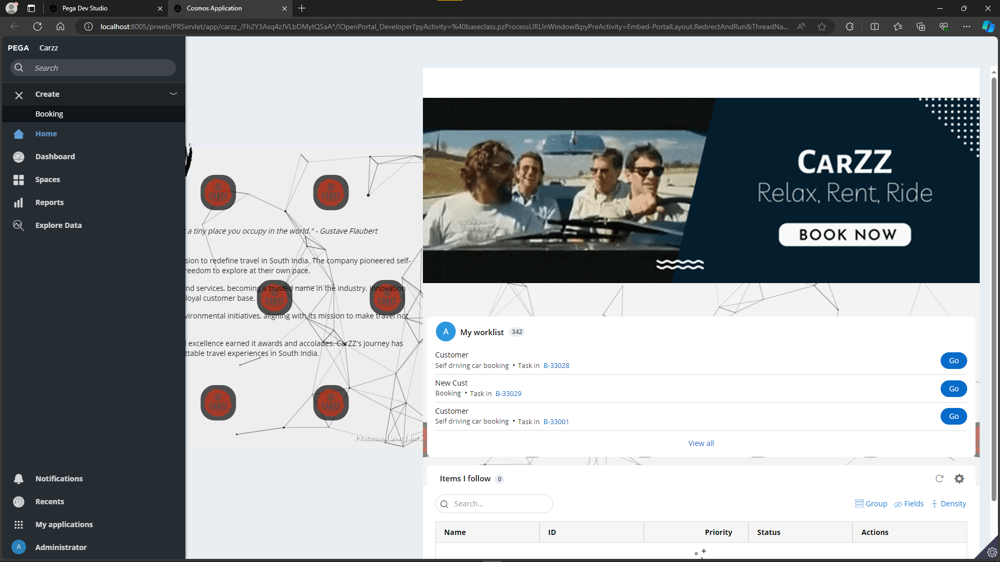 Pega Dev Studio
Cosmos Application
localhost:8005/prweb/PRServlet/app/carzz_/Fh2Y3Asq4zJVLbDMytQSaA*/!OpenPortal_Developer?pyActivity=%40baseclass.pzProcessURLInWindow&pyPreActivity=Embed-PortalLayout.RedirectAndRun&ThreadNa...
PEGA Carzz
Search
Create
Booking
Home
Dashboard
Spaces
Reports
Explore Data
Notifications
Recents
My applications
A Administrator
CARZZ
CARZZ
a tiny place you occupy in the world." - Gustave Flaubert
sion to redefine travel in South India. The company pioneered self-
reedom to explore at their own pace.
nd services, becoming a trusted name in the industry. Innovation
loyal customer base.
CARZZ
CARZZ
vironmental initiatives, aligning with its mission to make travel not
excellence earned it awards and accolades. CarZZ's journey has
ttable travel experiences in South India.
CARZZ
CARZZ
Processed using the f
CARZZ
Relax, Rent, Ride
BOOK NOW
A My worklist 342
Customer
Self driving car booking • Task in B-33028
Go
New Cust
Booking • Task in B-33029
Go
Customer
Self driving car booking • Task in B-33001
Go
View all
Items I follow 0
Search...
Group Fields Density
Name ID Priority Status Actions